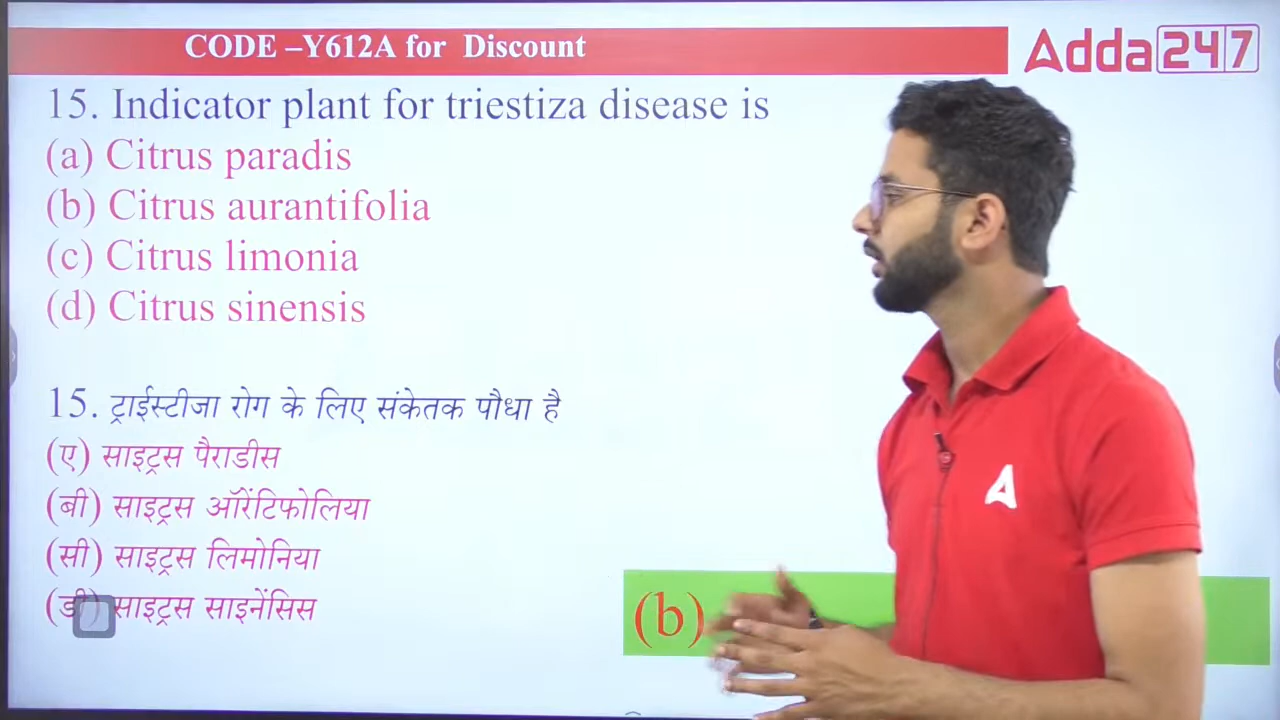 CODE –Y612A for Discount
Adda247
15. Indicator plant for triestiza disease is
(a) Citrus paradis
(b) Citrus aurantifolia
(c) Citrus limonia
(d) Citrus sinensis
15. ट्राईस्टीजा रोग के लिए संकेतक पौधा है
(ए) साइट्रस पैराडीस
(बी) साइट्रस ऑरेंटिफोलिया
(सी) साइट्रस लिमोनिया
(डी) साइट्रस साइनेंसिस
(b)